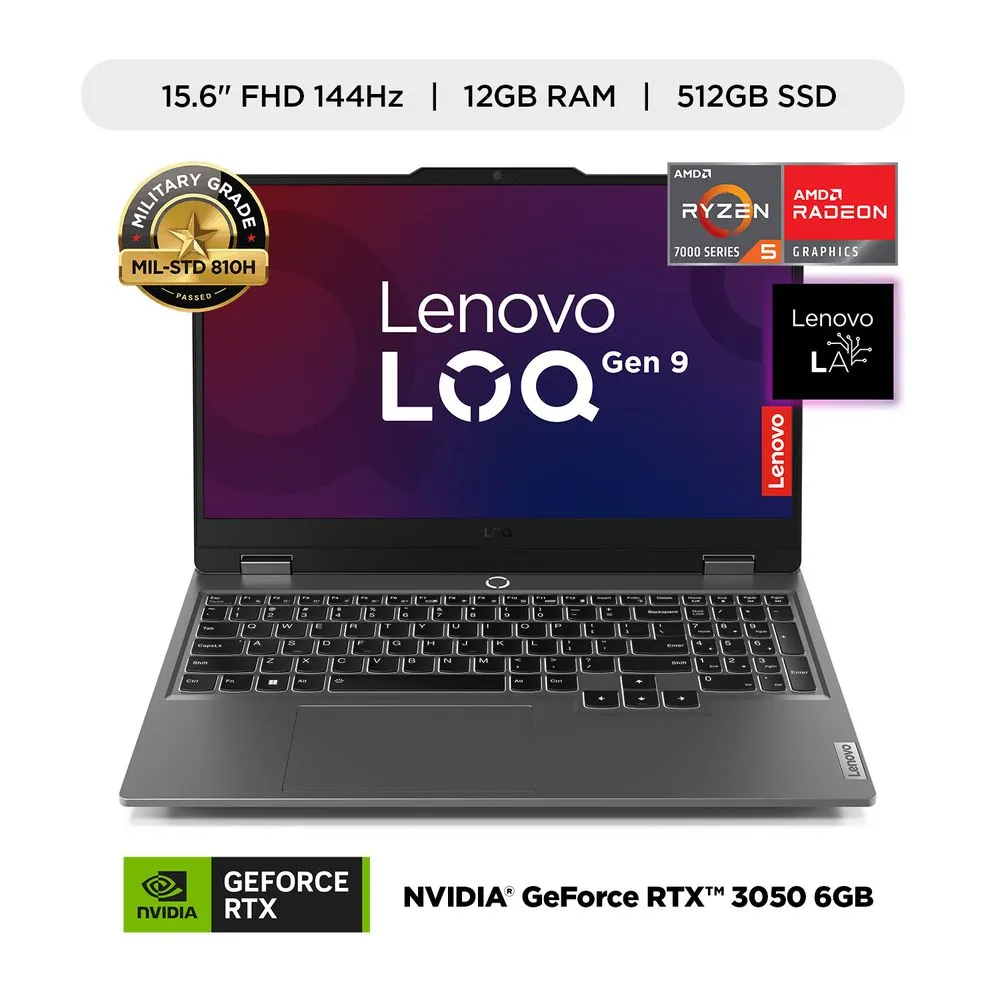 15.6" FHD 144Hz | 12GB RAM | 512GB SSD
MILITARY GRADE
MIL-STD 810H
PASSED
AMD
RYZEN
7000 SERIES 5
AMD
RADEON
GRAPHICS
Lenovo
LA
Lenovo
LOQ Gen 9
Lenovo
LOQ
Lenovo
NVIDIA
GEFORCE
RTX
NVIDIA® GeForce RTX™ 3050 6GB